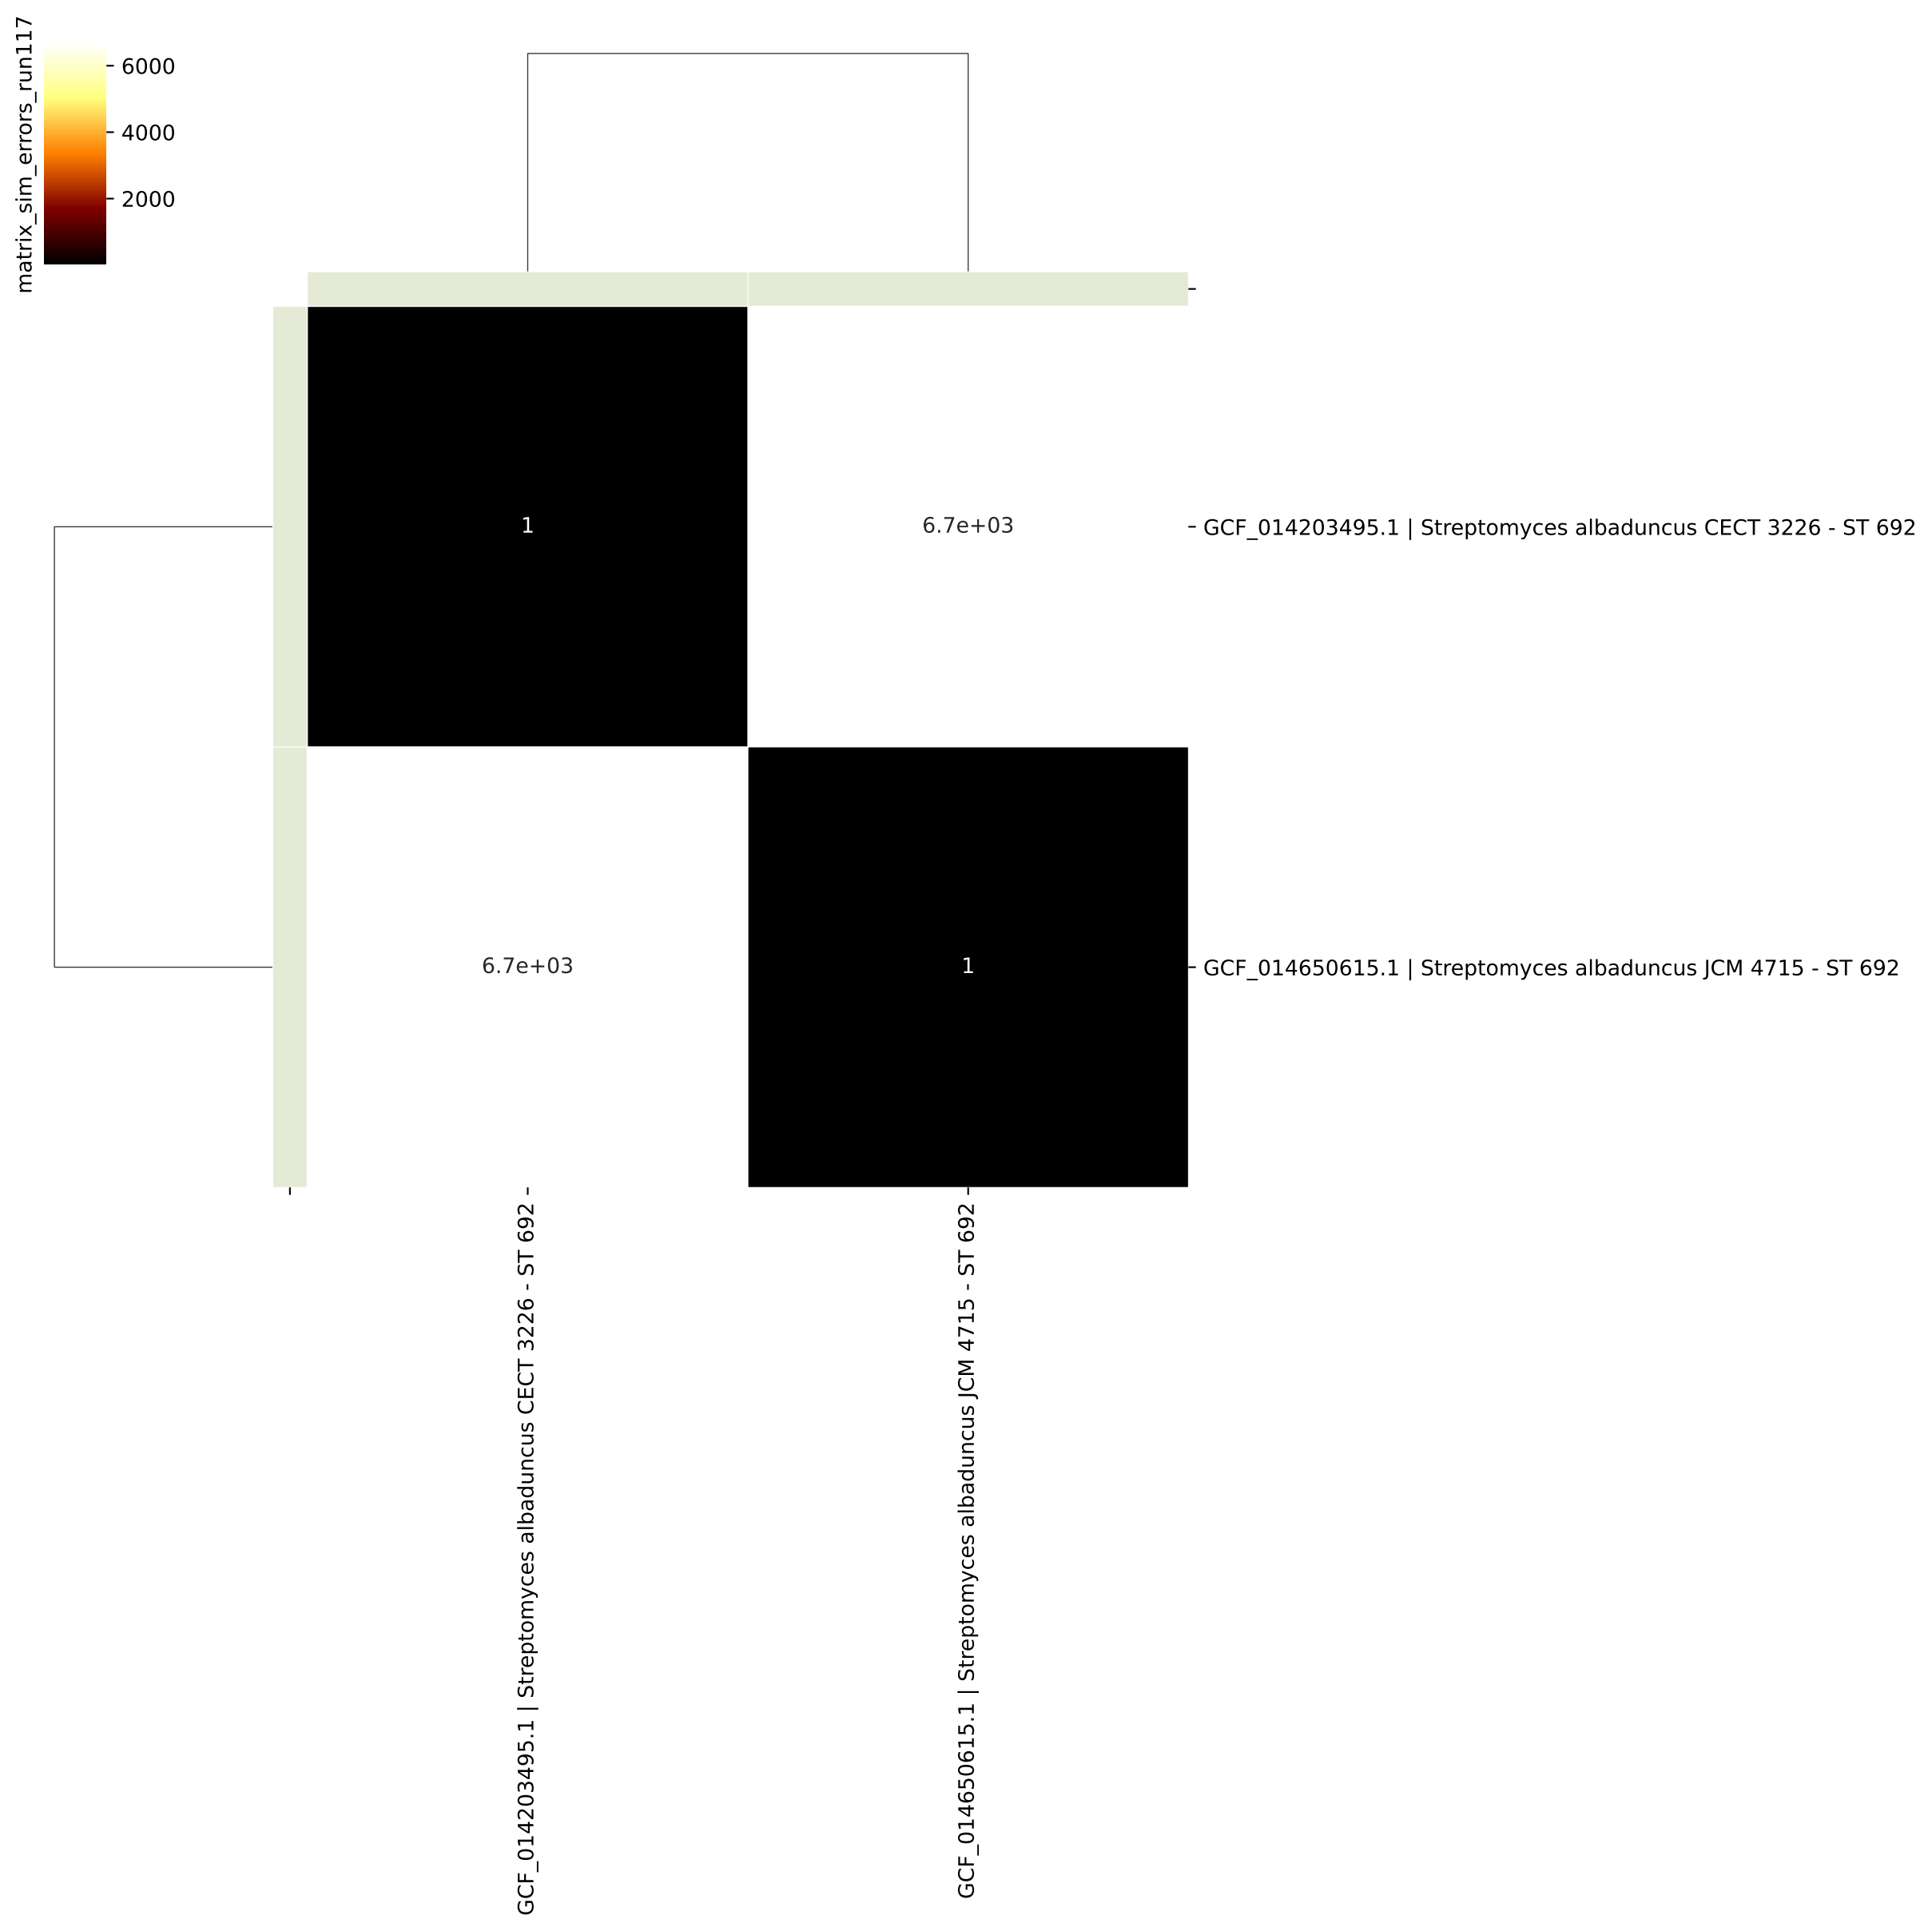 matrix_sim_errors_run117
6000
4000
2000
1
6.7e+03
GCF_014203495.1 | Streptomyces albaduncus CECT 3226 - ST 692
6.7e+03
1
GCF_014650615.1 | Streptomyces albaduncus JCM 4715 - ST 692
GCF_014203495.1 | Streptomyces albaduncus CECT 3226 - ST 692
GCF_014650615.1 | Streptomyces albaduncus JCM 4715 - ST 692